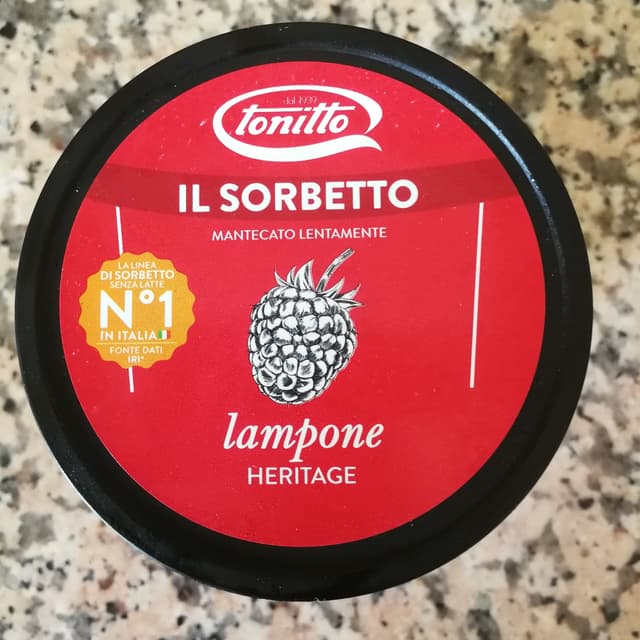 dal 1939
tonitto
IL SORBETTO
MANTECATO LENTAMENTE
LA LINEA
DI SORBETTO
SENZA LATTE
N°1
IN ITALIA
FONTE DATI
IRI*
lampone
HERITAGE